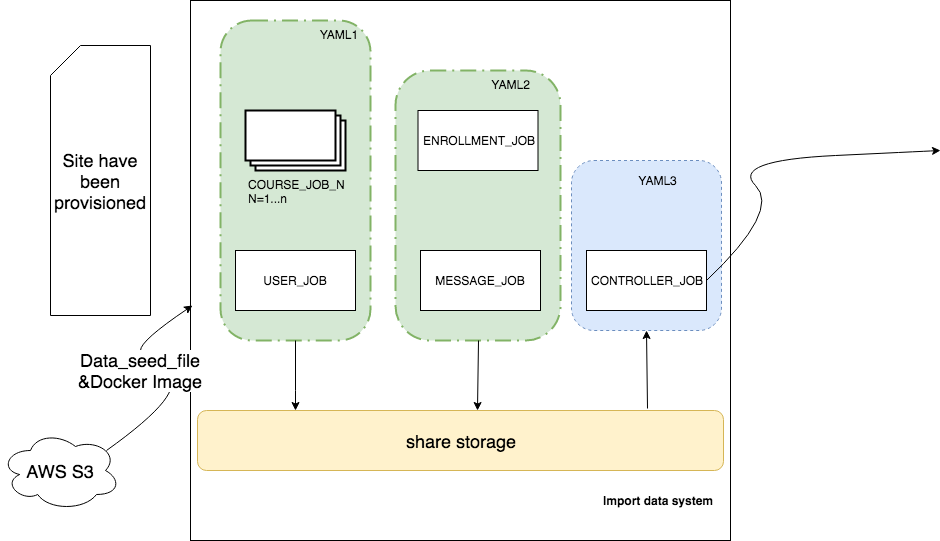 YAML1
YAML2
ENROLLMENT_JOB
Site have
been
provisioned
COURSE_JOB_N
N=1...n
YAML3
USER_JOB
MESSAGE_JOB
CONTROLLER_JOB
Data_seed_file
&Docker Image
share storage
AWS S3
Import data system